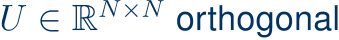 U ∈ ℝ^{N×N} orthogonal